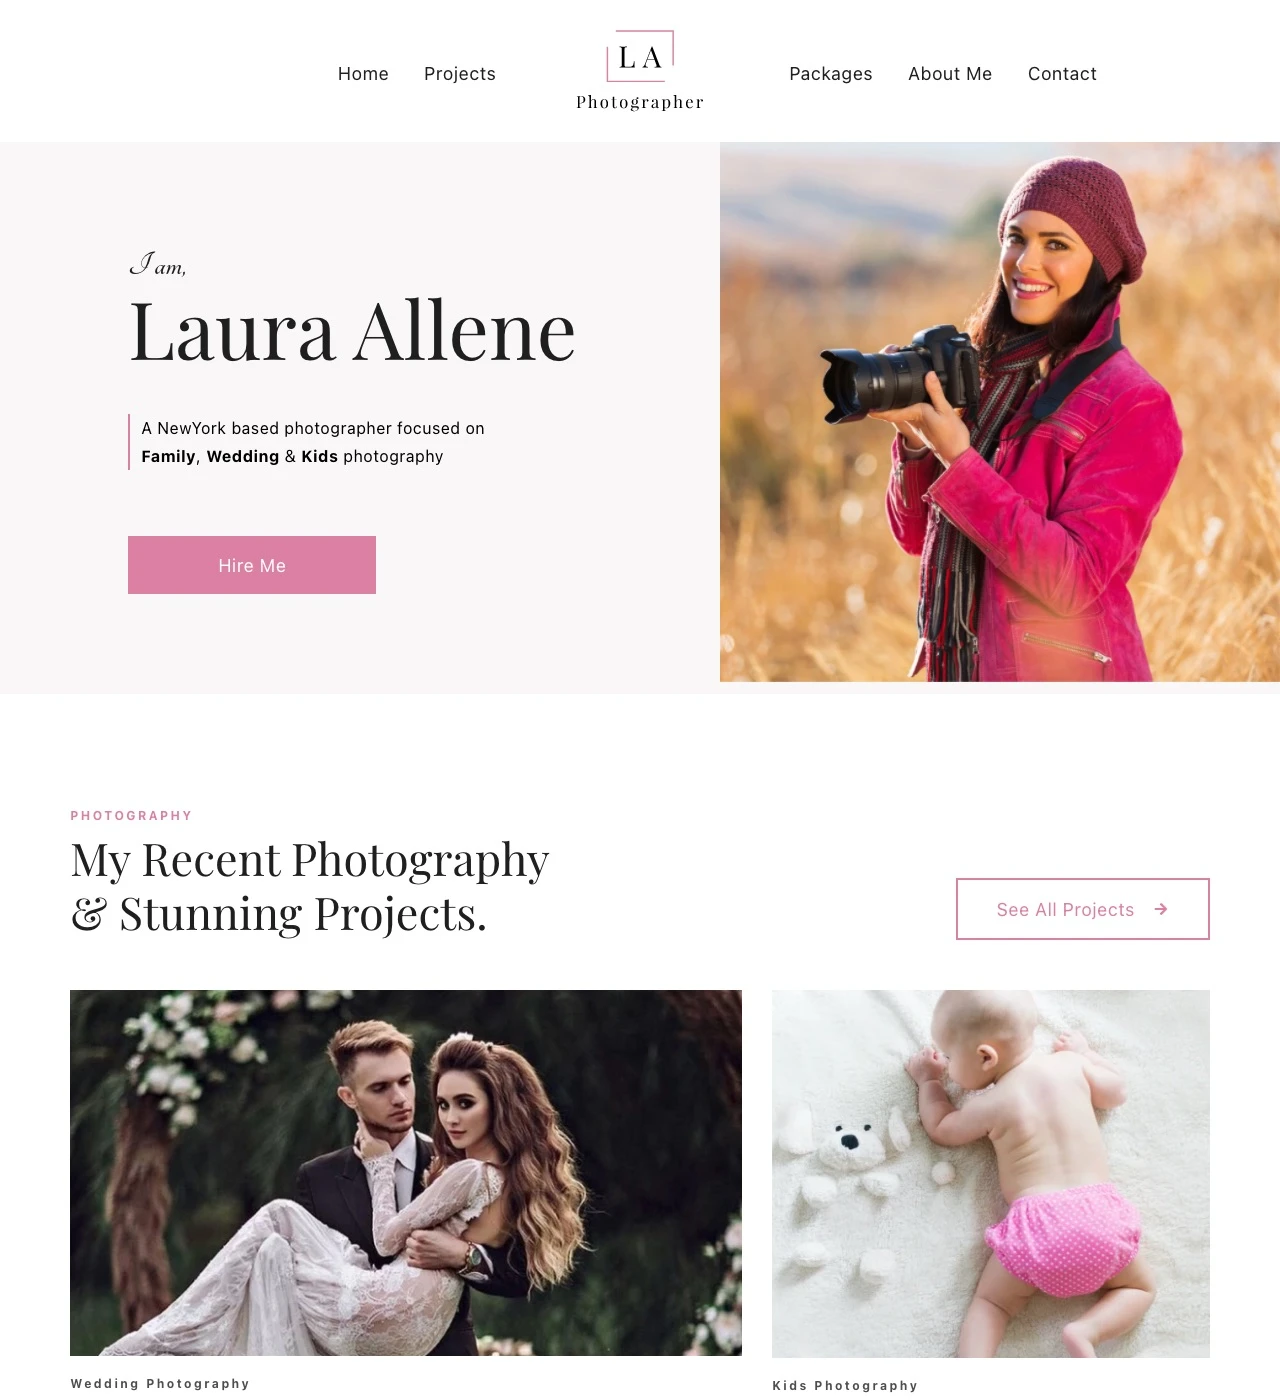 Home
Projects
LA
Photographer
Packages
About Me
Contact
I am,
Laura Allene
A NewYork based photographer focused on
Family, Wedding & Kids photography
Hire Me
PHOTOGRAPHY
My Recent Photography
& Stunning Projects.
See All Projects
Wedding Photography
Kids Photography